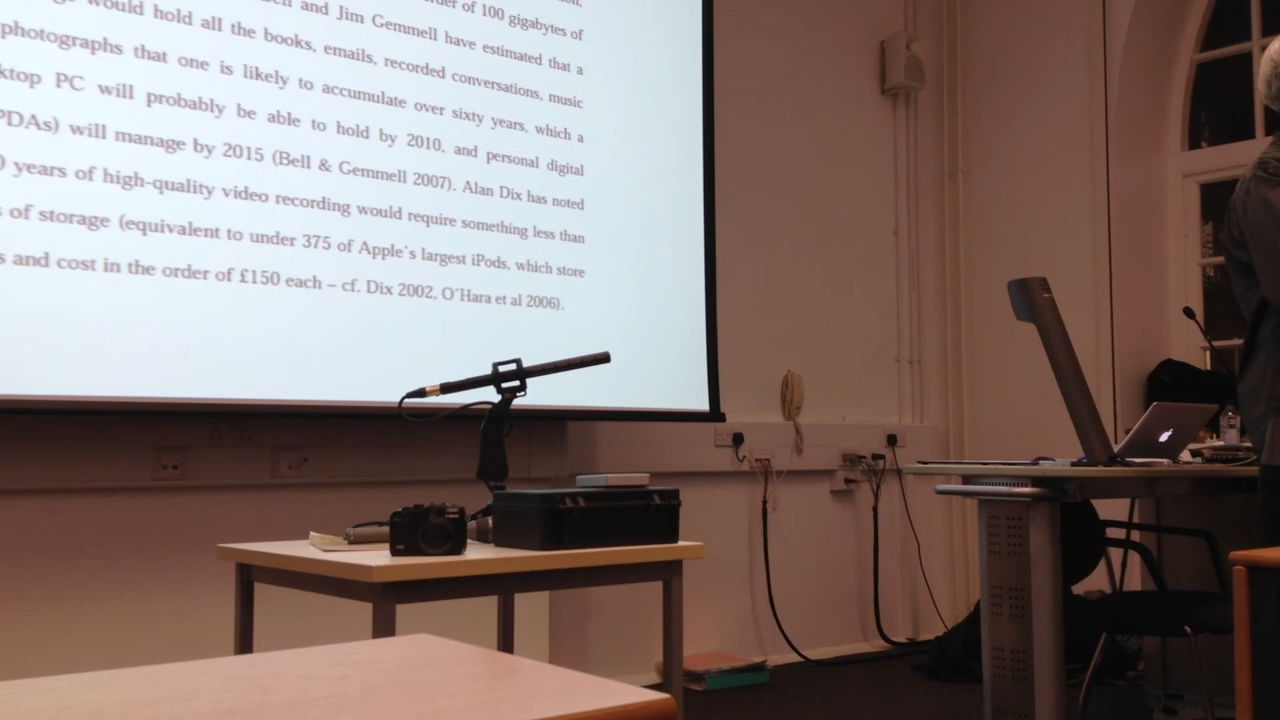 order of 100 gigabytes of
Bell and Jim Gemmell have estimated that a
would hold all the books, emails, recorded conversations, music
photographs that one is likely to accumulate over sixty years, which a
ktop PC will probably be able to hold by 2010, and personal digital
PDAs) will manage by 2015 (Bell & Gemmell 2007). Alan Dix has noted
0 years of high-quality video recording would require something less than
s of storage (equivalent to under 375 of Apple's largest iPods, which store
s and cost in the order of £150 each – cf. Dix 2002, O'Hara et al 2006).